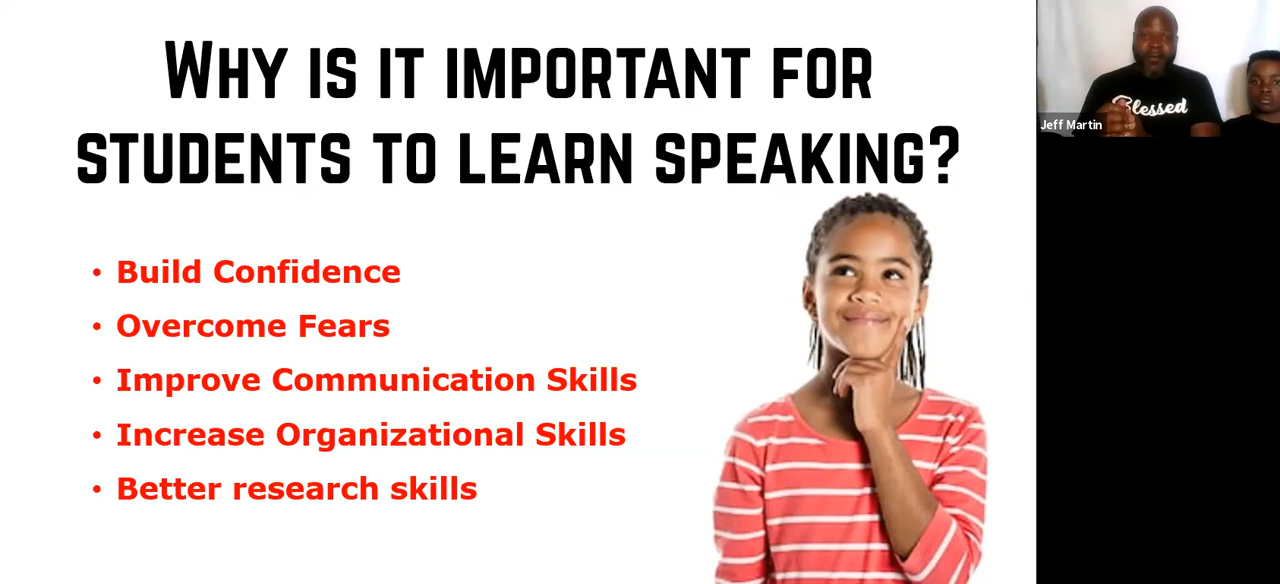 WHY IS IT IMPORTANT FOR
STUDENTS TO LEARN SPEAKING?
• Build Confidence
• Overcome Fears
• Improve Communication Skills
• Increase Organizational Skills
• Better research skills
Blessed
Jeff Martin